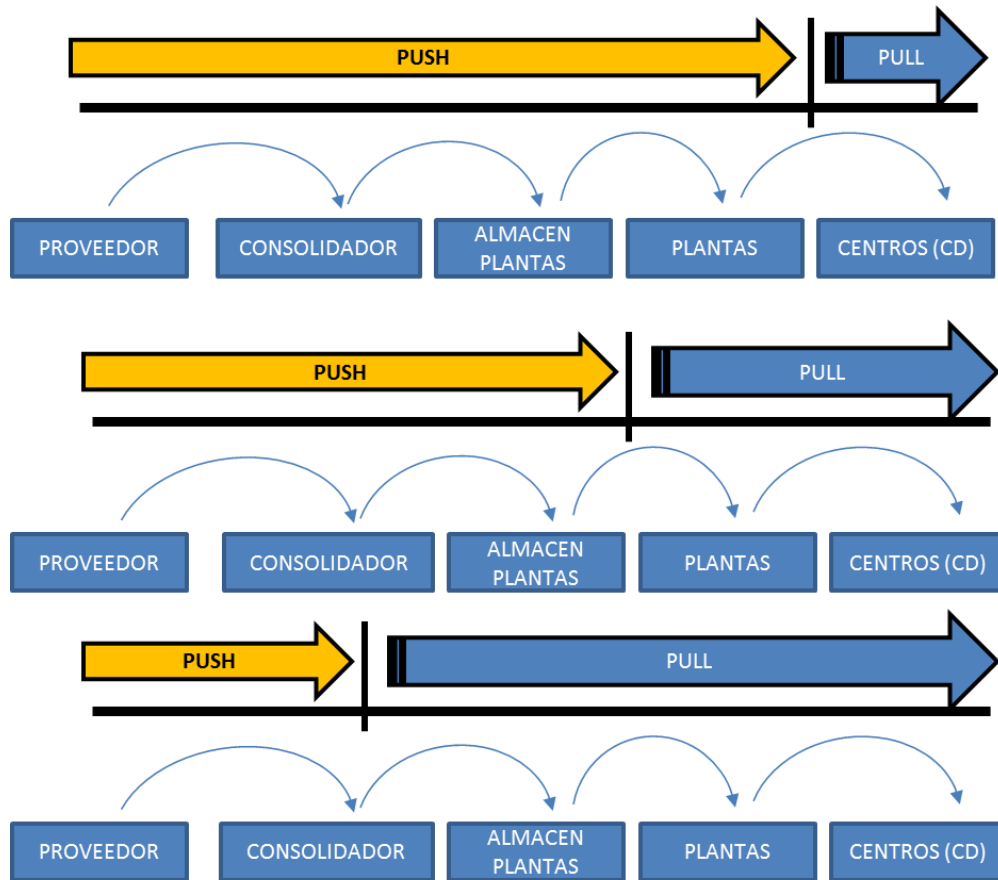 PUSH
PULL
PROVEEDOR
CONSOLIDADOR
ALMACEN
PLANTAS
PLANTAS
CENTROS (CD)
PUSH
PULL
PROVEEDOR
CONSOLIDADOR
ALMACEN
PLANTAS
PLANTAS
CENTROS (CD)
PUSH
PULL
PROVEEDOR
CONSOLIDADOR
ALMACEN
PLANTAS
PLANTAS
CENTROS (CD)